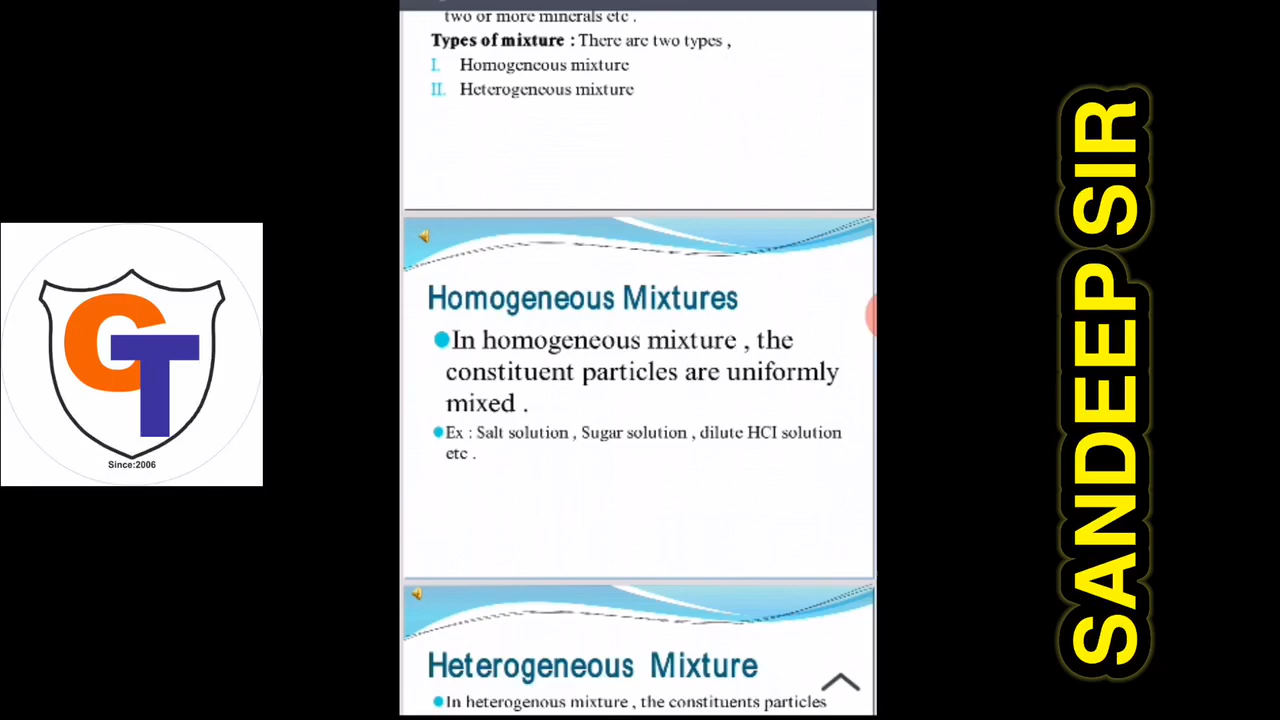 two or more minerals etc .
Types of mixture : There are two types ,
I. Homogeneous mixture
II. Heterogeneous mixture
Homogeneous Mixtures
In homogeneous mixture , the
constituent particles are uniformly
mixed .
Ex : Salt solution , Sugar solution , dilute HCI solution
etc .
Heterogeneous Mixture
In heterogenous mixture , the constituents particles
GT
Since:2006
SANDEEP SIR